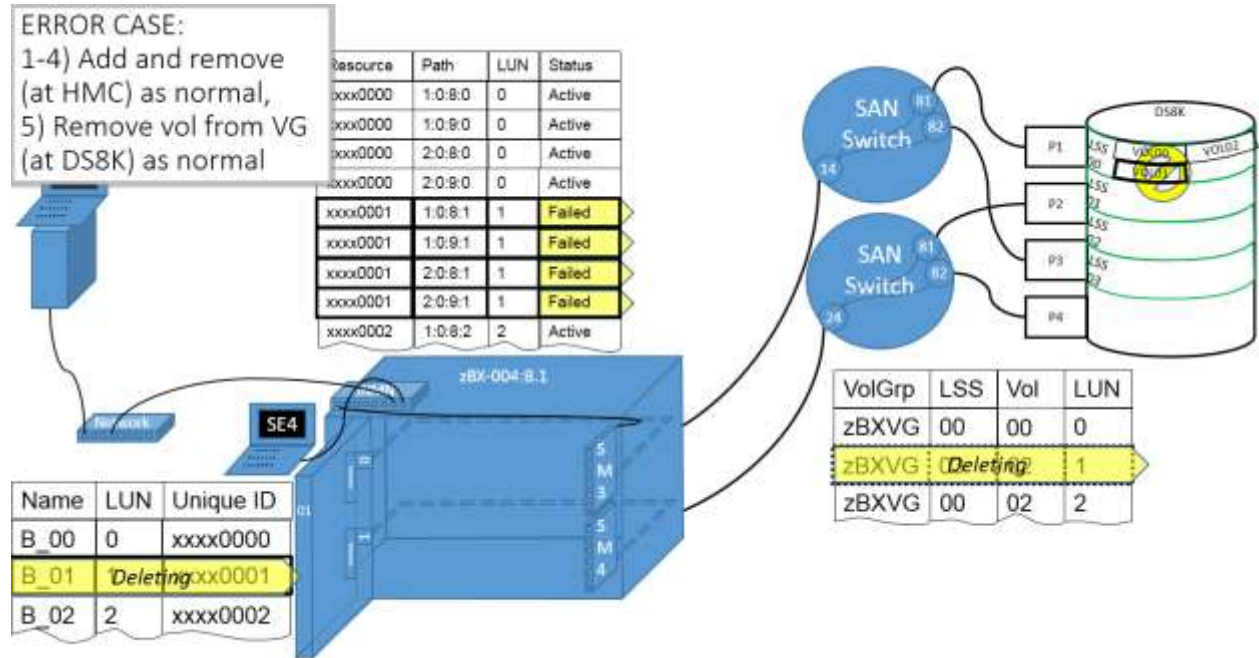 ERROR CASE:
1-4) Add and remove
(at HMC) as normal,
5) Remove vol from VG
(at DS8K) as normal
Resource Path LUN Status
xxxx0000 1:0:8:0 0 Active
xxxx0000 1:0:9:0 0 Active
xxxx0000 2:0:8:0 0 Active
xxxx0000 2:0:9:0 0 Active
xxxx0001 1:0:8:1 1 Failed
xxxx0001 1:0:9:1 1 Failed
xxxx0001 2:0:8:1 1 Failed
xxxx0001 2:0:9:1 1 Failed
xxxx0002 1:0:8:2 2 Active
SAN
Switch
81
82
14
SAN
Switch
81
82
24
P1
P2
P3
P4
DS8K
LSS
00
VOL00
VOL02
VOL01
LSS
01
LSS
02
LSS
03
Network
SE4
zBX-004:B.1
01
1
S
M
3
S
M
4
Name LUN Unique ID
B_00 0 xxxx0000
B_01 Deleting xxx0001
B_02 2 xxxx0002
VolGrp LSS Vol LUN
zBXVG 00 00 0
zBXVG Deleting 1
zBXVG 00 02 2